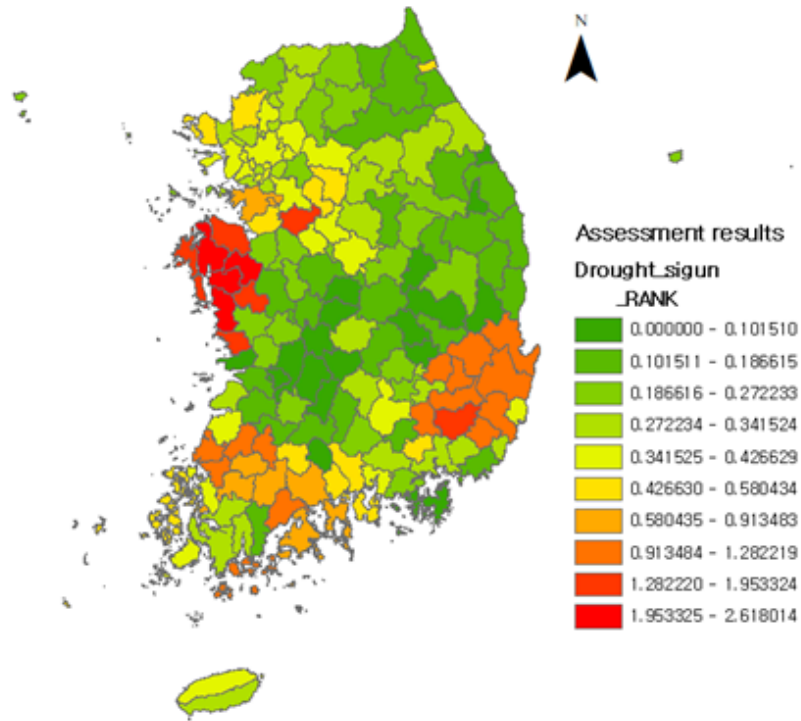 N
Assessment results
Drought_sigun
_RANK
0.000000 - 0.101510
0.101511 - 0.186615
0.186616 - 0.272233
0.272234 - 0.341524
0.341525 - 0.426629
0.426630 - 0.580434
0.580435 - 0.913483
0.913484 - 1.282219
1.282220 - 1.953324
1.953325 - 2.618014